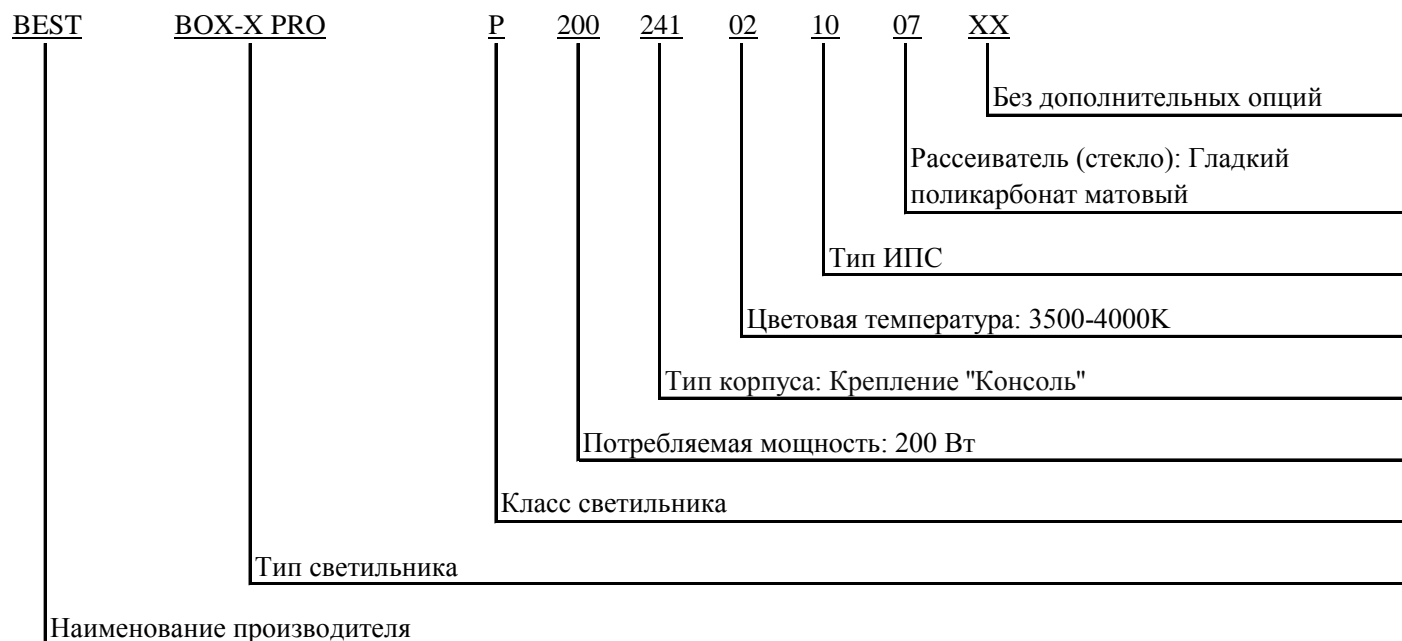 BEST BOX-X PRO P 200 241 02 10 07 XX
Без дополнительных опций
Рассеиватель (стекло): Гладкий
поликарбонат матовый
Тип ИПС
Цветовая температура: 3500-4000K
Тип корпуса: Крепление "Консоль"
Потребляемая мощность: 200 Вт
Класс светильника
Тип светильника
Наименование производителя